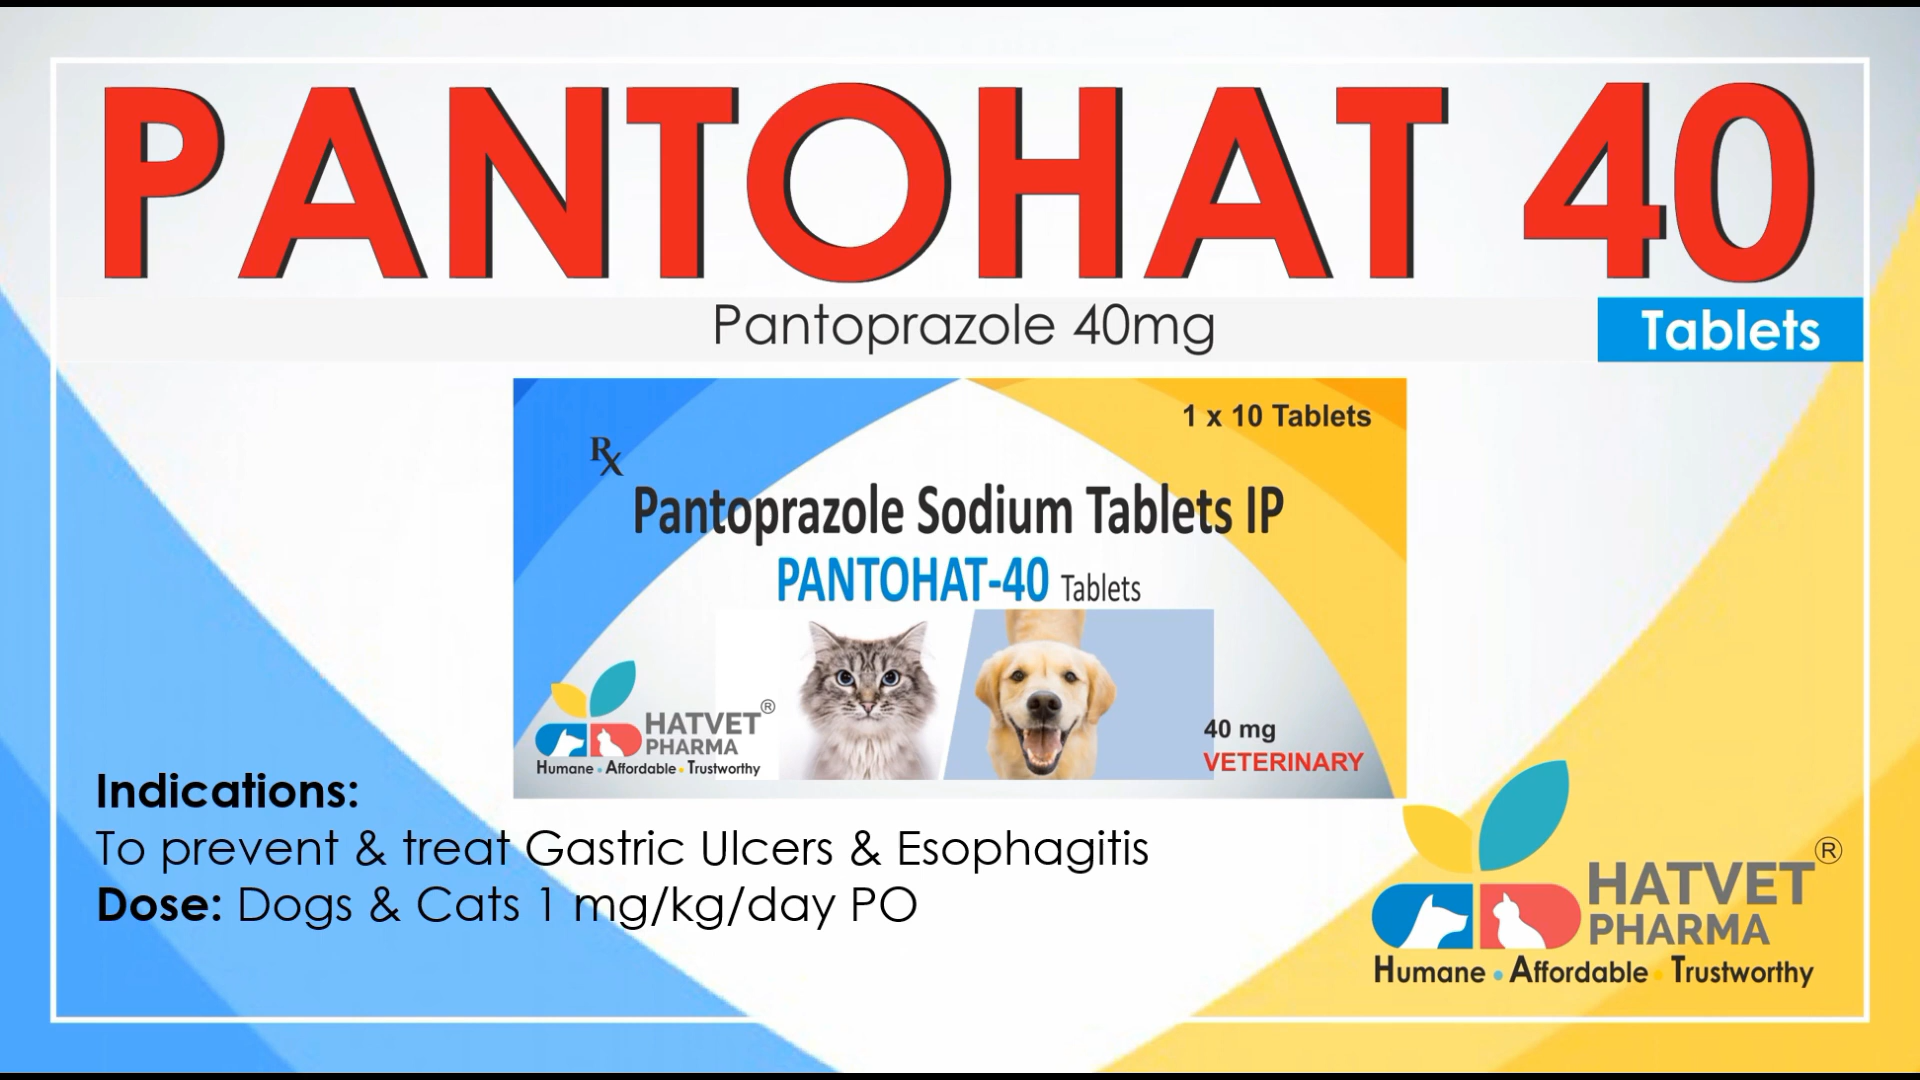 PANTOHAT 40
Pantoprazole 40mg
Tablets
1 x 10 Tablets
Rx
Pantoprazole Sodium Tablets IP
PANTOHAT-40 Tablets
HATVET®
PHARMA
Humane • Affordable • Trustworthy
40 mg
VETERINARY
Indications:
To prevent & treat Gastric Ulcers & Esophagitis
Dose: Dogs & Cats 1 mg/kg/day PO
HATVET®
PHARMA
Humane • Affordable • Trustworthy